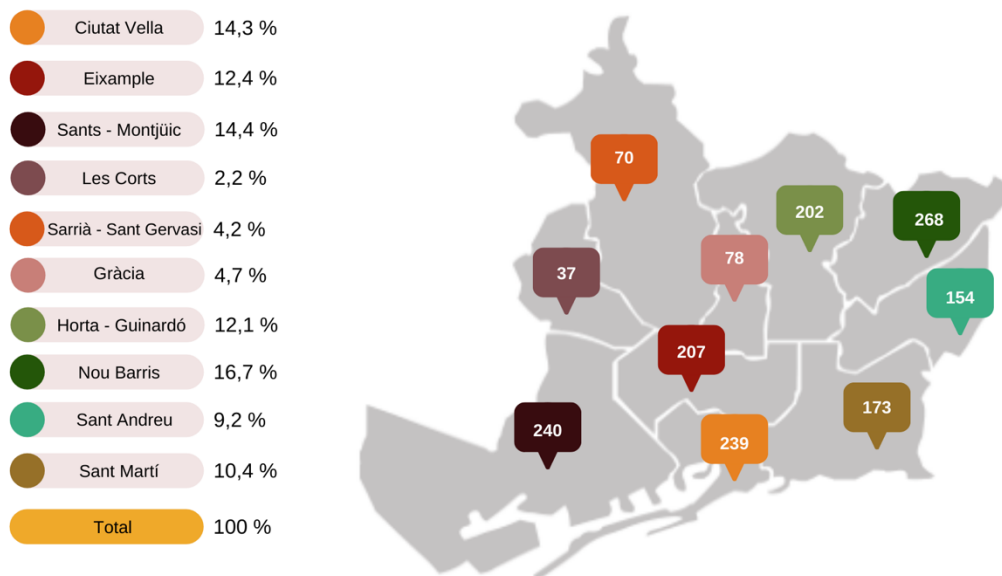 Ciutat Vella 14,3 %
Eixample 12,4 %
Sants - Montjüic 14,4 %
Les Corts 2,2 %
Sarrià - Sant Gervasi 4,2 %
Gràcia 4,7 %
Horta - Guinardó 12,1 %
Nou Barris 16,7 %
Sant Andreu 9,2 %
Sant Martí 10,4 %
Total 100 %
70
202
268
37
78
154
207
173
240
239